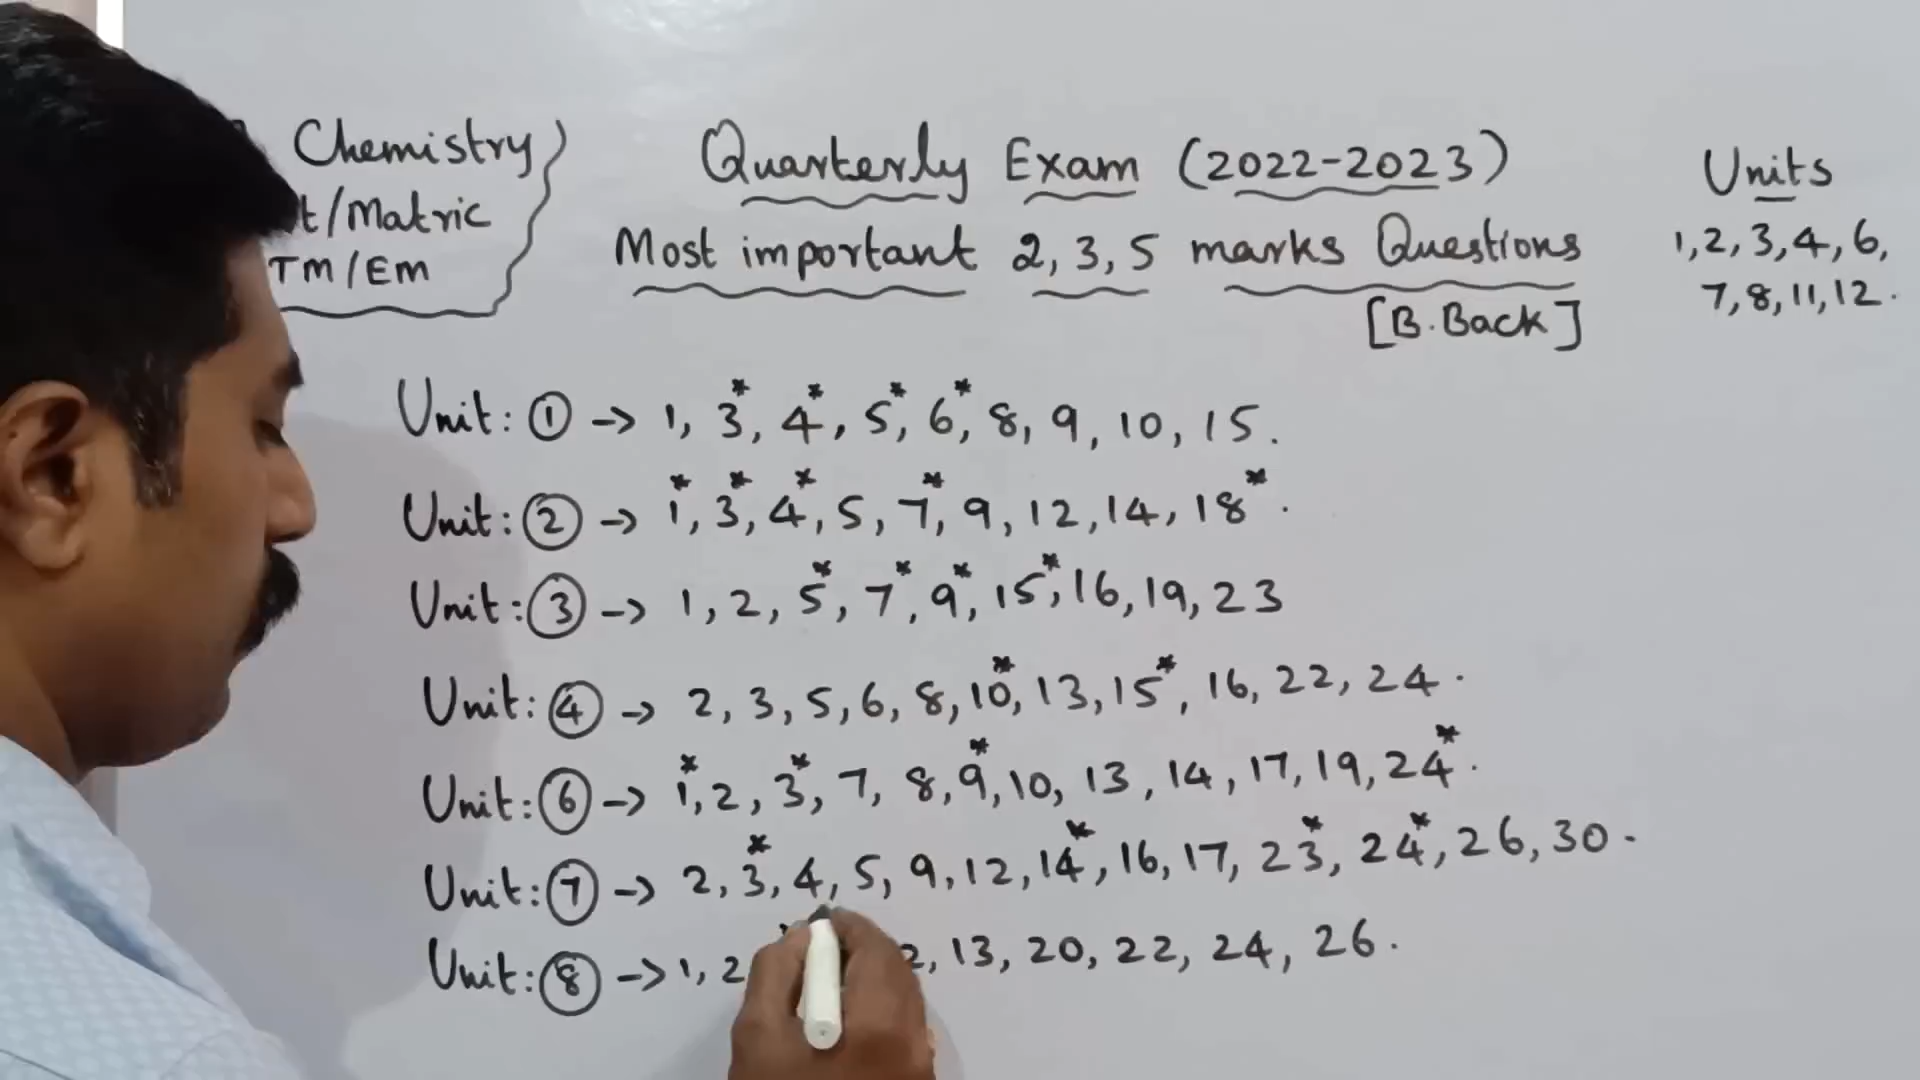 Chemistry
t/Matric
TM/EM
Quarterly Exam (2022-2023)
Most important 2, 3, 5 marks Questions
[B.Back]
Units
1, 2, 3, 4, 6,
7, 8, 11, 12.
Unit: ① -> 1, 3*, 4*, 5*, 6*, 8, 9, 10, 15.
Unit: ② -> 1*, 3*, 4*, 5, 7*, 9, 12, 14, 18*.
Unit: ③ -> 1, 2, 5*, 7*, 9*, 15*, 16, 19, 23
Unit: ④ -> 2, 3, 5, 6, 8, 10*, 13, 15*, 16, 22, 24.
Unit: ⑥ -> 1*, 2, 3*, 7, 8, 9*, 10, 13, 14, 17, 19, 24*.
Unit: ⑦ -> 2, 3*, 4, 5, 9, 12, 14*, 16, 17, 23*, 24*, 26, 30.
Unit: ⑧ -> 1, 2 2, 13, 20, 22, 24, 26.